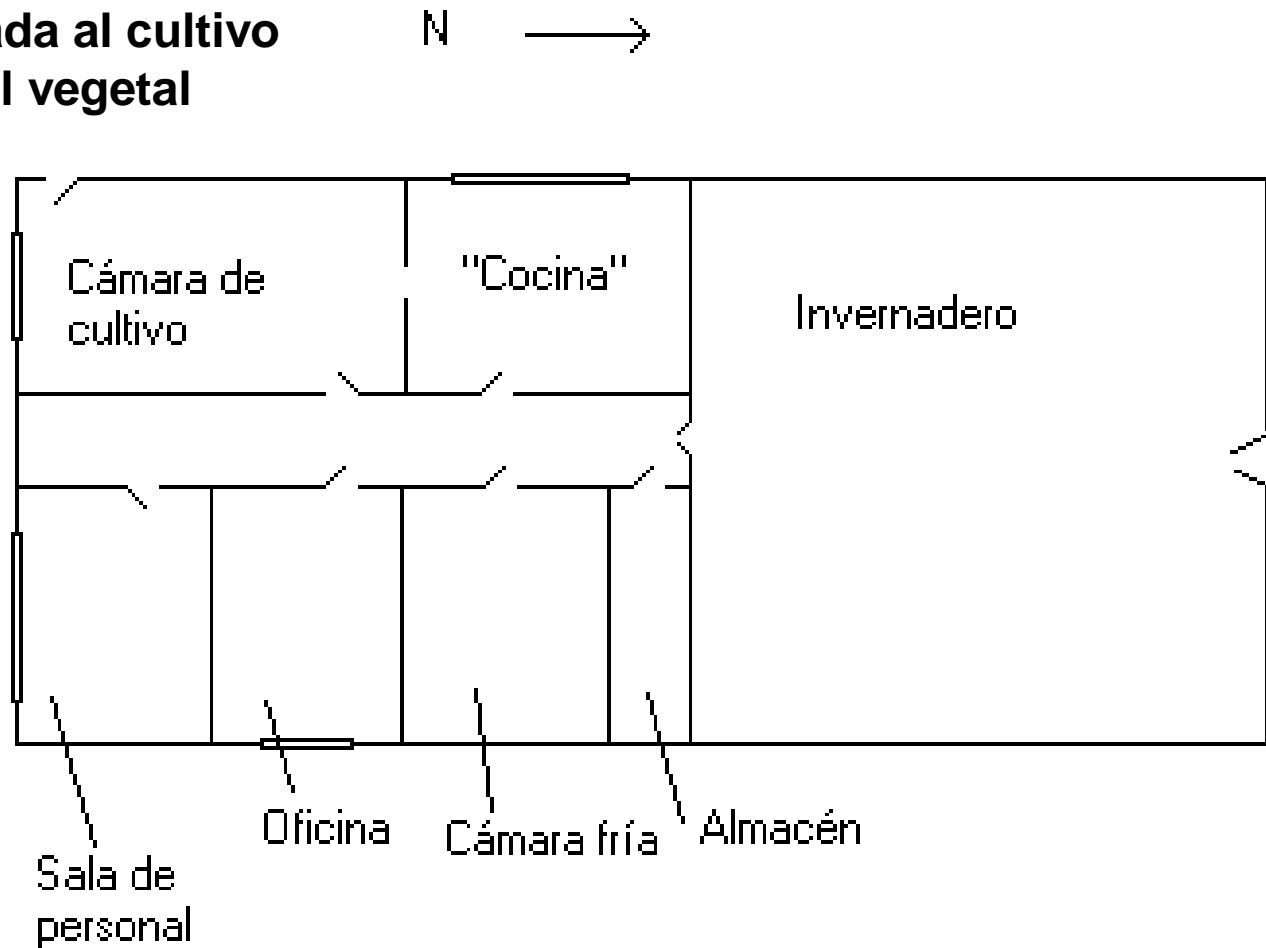 ada al cultivo
l vegetal
N
Cámara de
cultivo
"Cocina"
Invernadero
Oficina
Cámara fría
Almacén
Sala de
personal